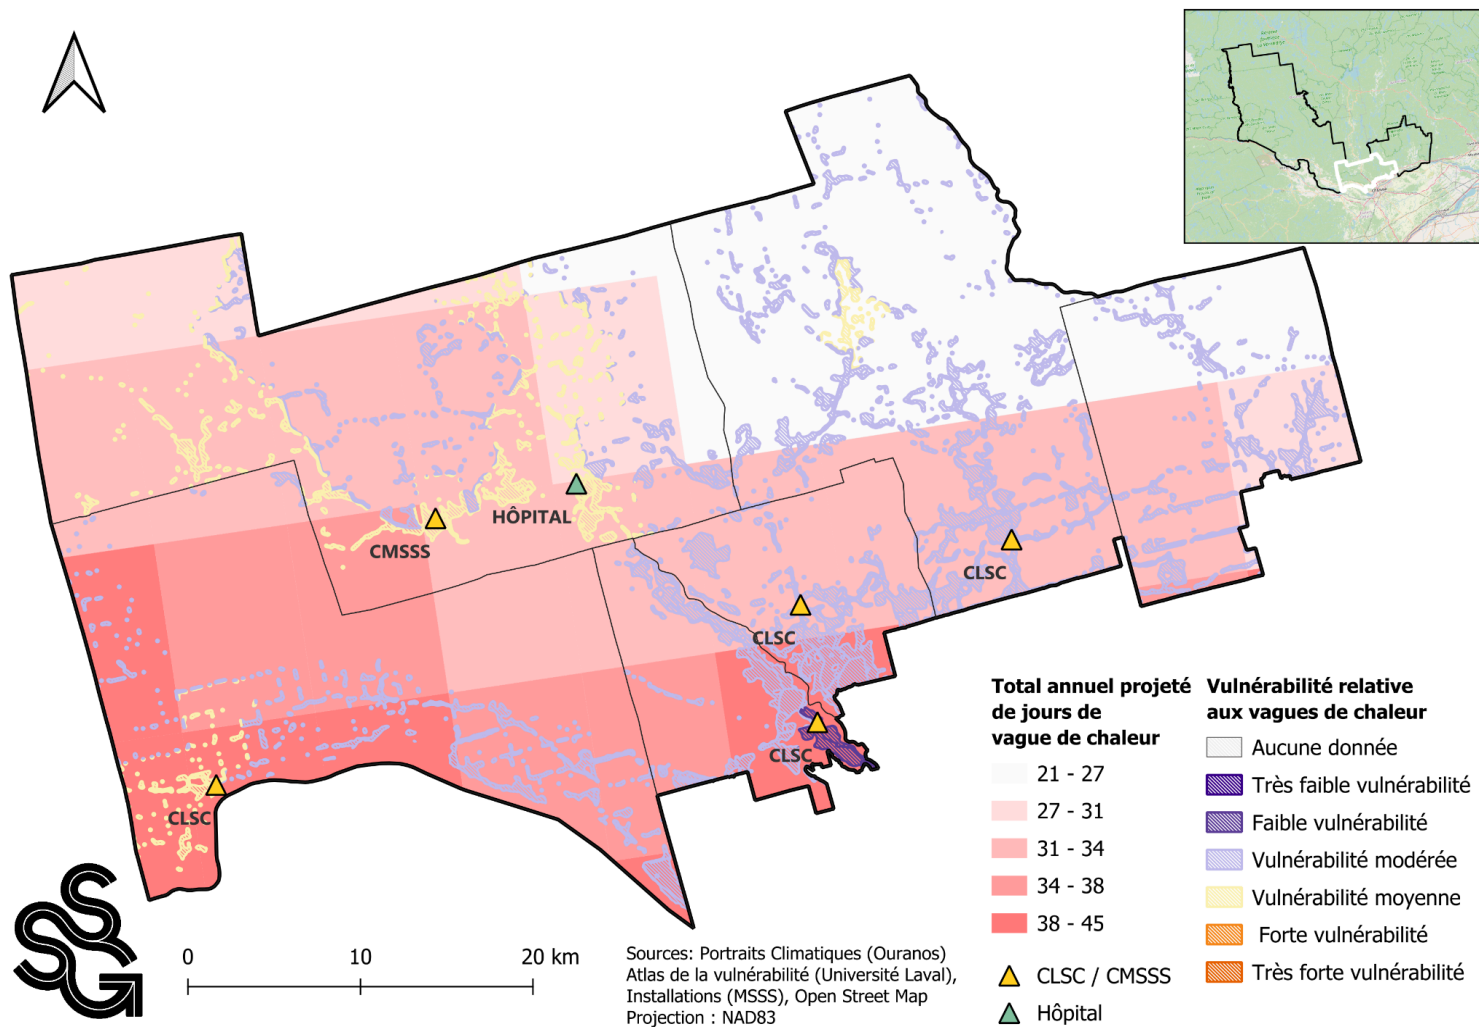 HÔPITAL
CMSSS
CLSC
CLSC
CLSC
CLSC
Total annuel projeté
de jours de
vague de chaleur
21 - 27
27 - 31
31 - 34
34 - 38
38 - 45
CLSC / CMSSS
Hôpital
Vulnérabilité relative
aux vagues de chaleur
Aucune donnée
Très faible vulnérabilité
Faible vulnérabilité
Vulnérabilité modérée
Vulnérabilité moyenne
Forte vulnérabilité
Très forte vulnérabilité
SSG
0 10 20 km
Sources: Portraits Climatiques (Ouranos)
Atlas de la vulnérabilité (Université Laval),
Installations (MSSS), Open Street Map
Projection : NAD83